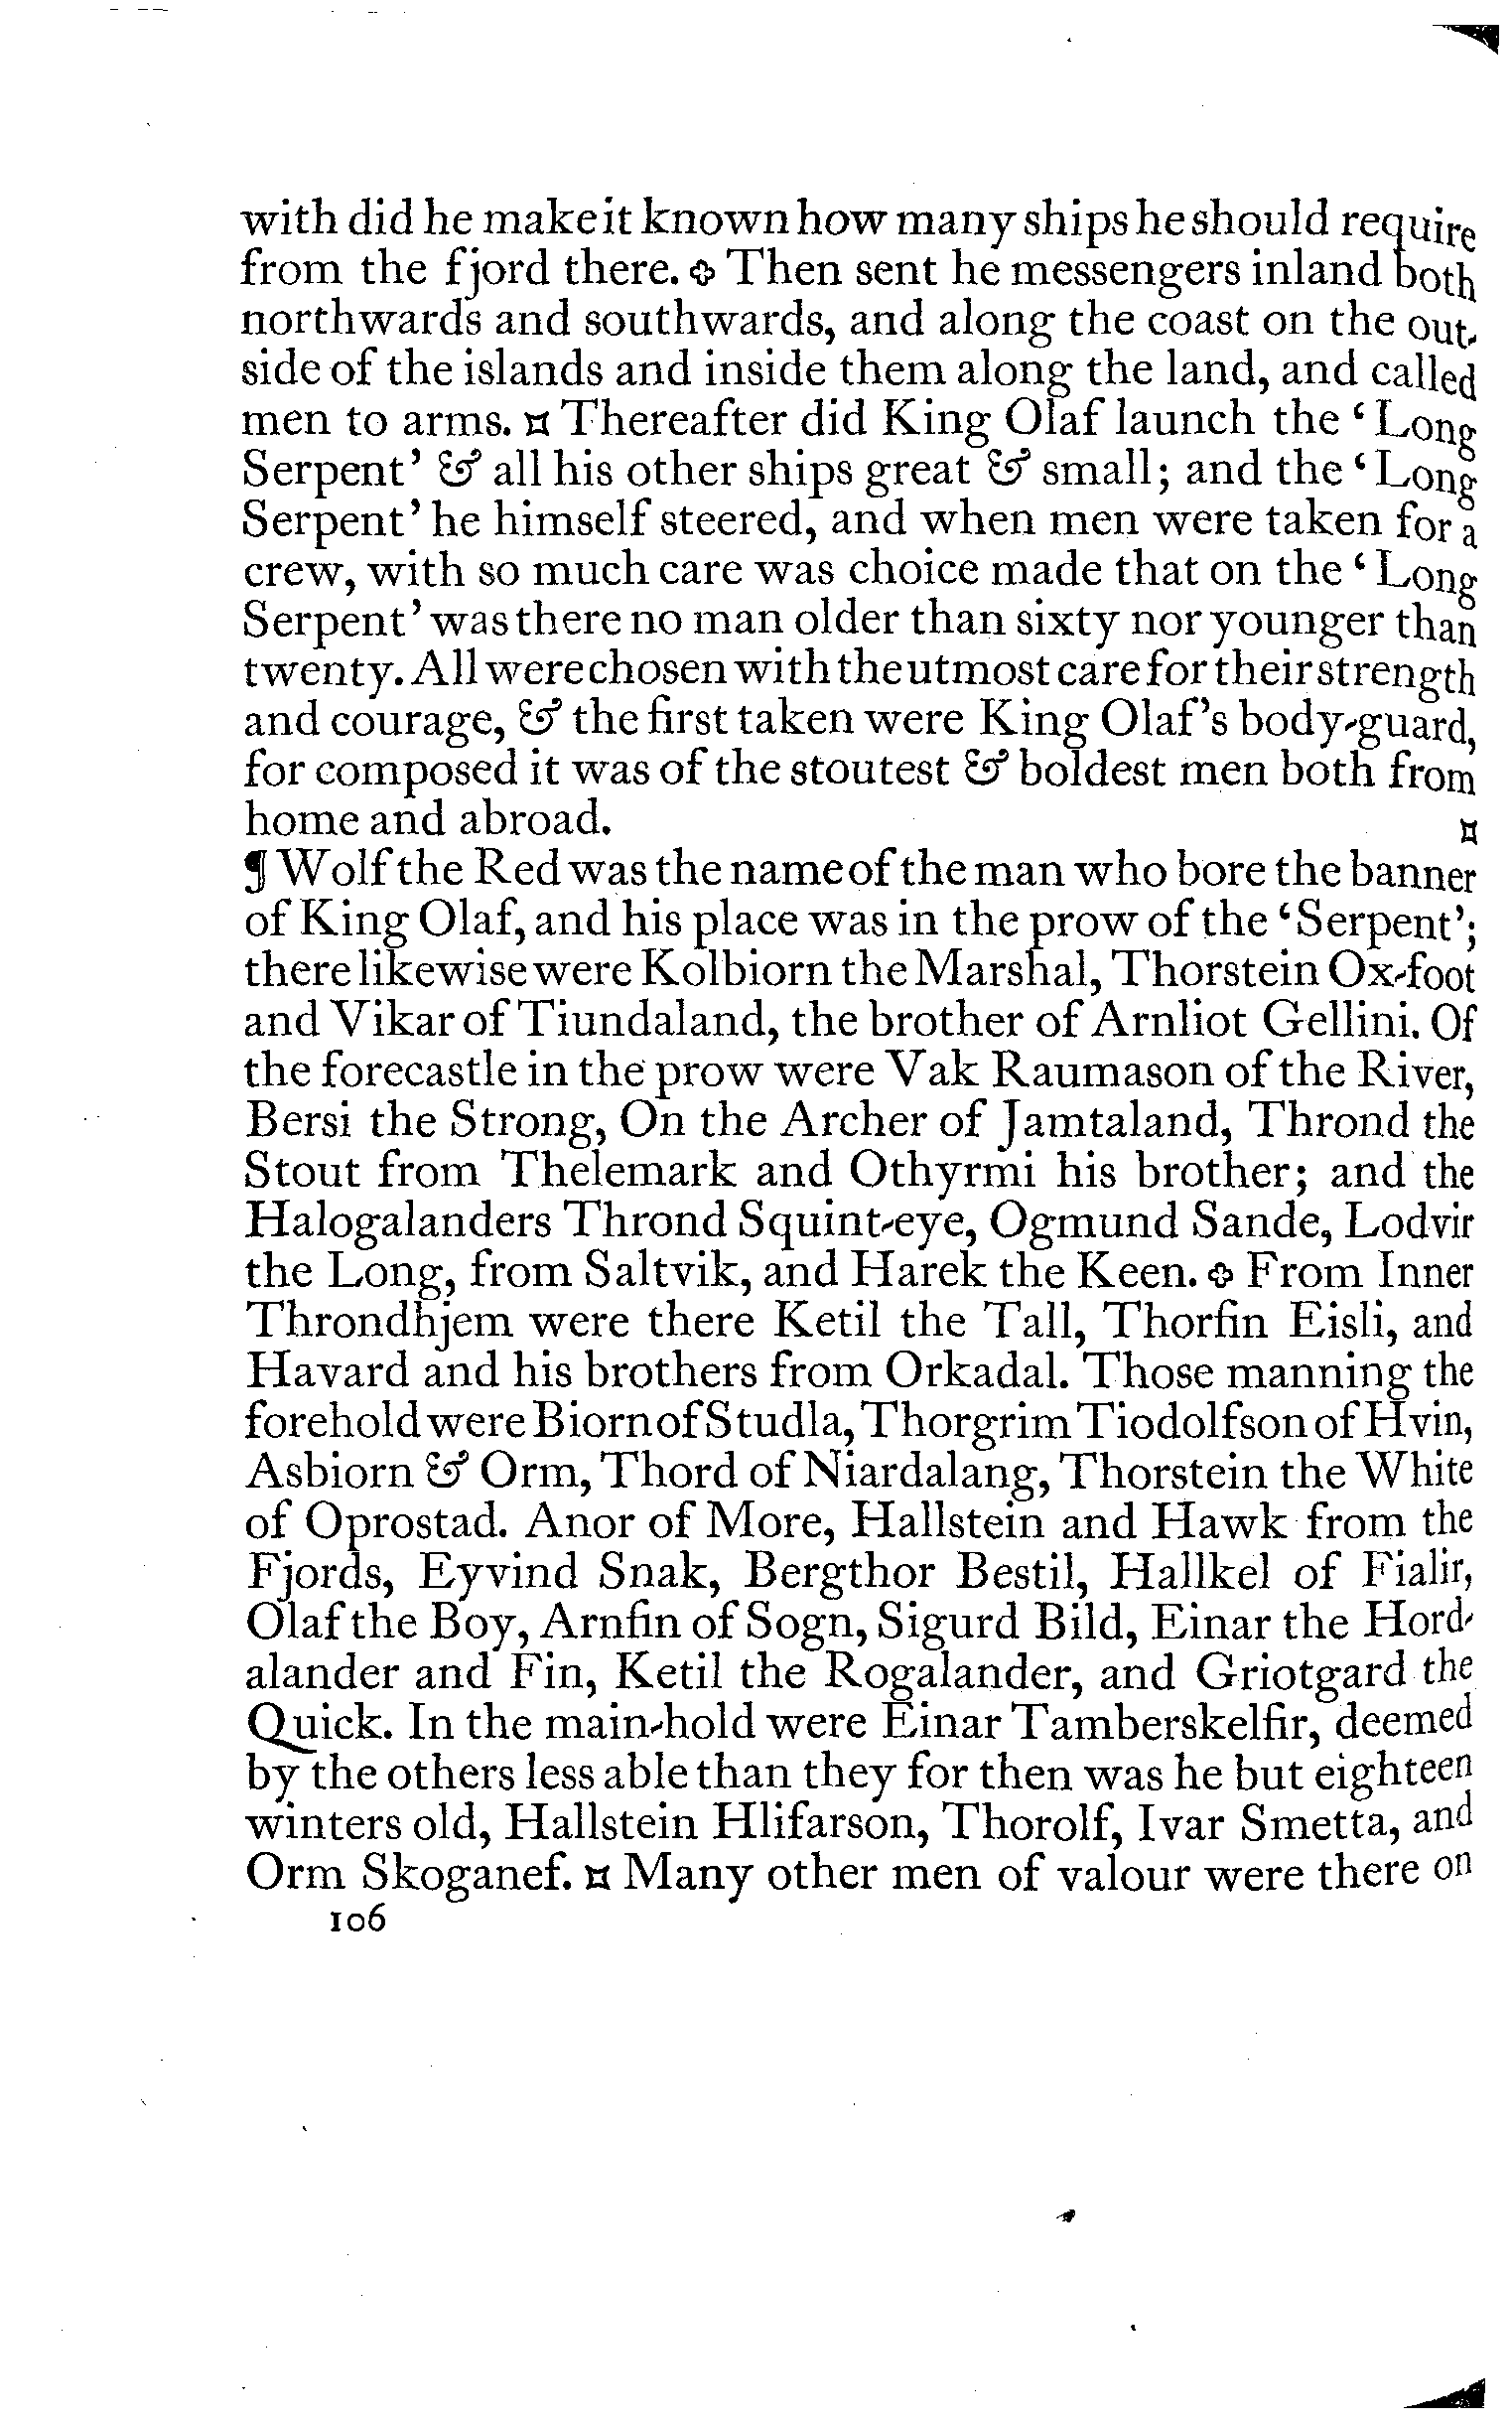 with did he make it known how many ships he should require
from the fjord there. ✥ Then sent he messengers inland both
northwards and southwards, and along the coast on the out-
side of the islands and inside them along the land, and called
men to arms. ¤ Thereafter did King Olaf launch the ‘Long
Serpent’ & all his other ships great & small; and the ‘Long
Serpent’ he himself steered, and when men were taken for a
crew, with so much care was choice made that on the ‘Long
Serpent’ was there no man older than sixty nor younger than
twenty. All were chosen with the utmost care for their strength
and courage, & the first taken were King Olaf’s body-guard,
for composed it was of the stoutest & boldest men both from
home and abroad. ¤
¶ Wolf the Red was the name of the man who bore the banner
of King Olaf, and his place was in the prow of the ‘Serpent’;
there likewise were Kolbiorn the Marshal, Thorstein Ox-foot
and Vikar of Tiundaland, the brother of Arnliot Gellini. Of
the forecastle in the prow were Vak Raumason of the River,
Bersi the Strong, On the Archer of Jamtaland, Thrond the
Stout from Thelemark and Othyrmi his brother; and the
Halogalanders Thrond Squint-eye, Ogmund Sande, Lodvir
the Long, from Saltvik, and Harek the Keen. ✥ From Inner
Throndhjem were there Ketil the Tall, Thorfin Eisli, and
Havard and his brothers from Orkadal. Those manning the
forehold were Biorn of Studla, Thorgrim Tiodolfson of Hvin,
Asbiorn & Orm, Thord of Niardalang, Thorstein the White
of Oprostad. Anor of More, Hallstein and Hawk from the
Fjords, Eyvind Snak, Bergthor Bestil, Hallkel of Fialir,
Olaf the Boy, Arnfin of Sogn, Sigurd Bild, Einar the Hord-
alander and Fin, Ketil the Rogalander, and Griotgard the
Quick. In the main-hold were Einar Tamberskelfir, deemed
by the others less able than they for then was he but eighteen
winters old, Hallstein Hlifarson, Thorolf, Ivar Smetta, and
Orm Skoganef. ¤ Many other men of valour were there on
106